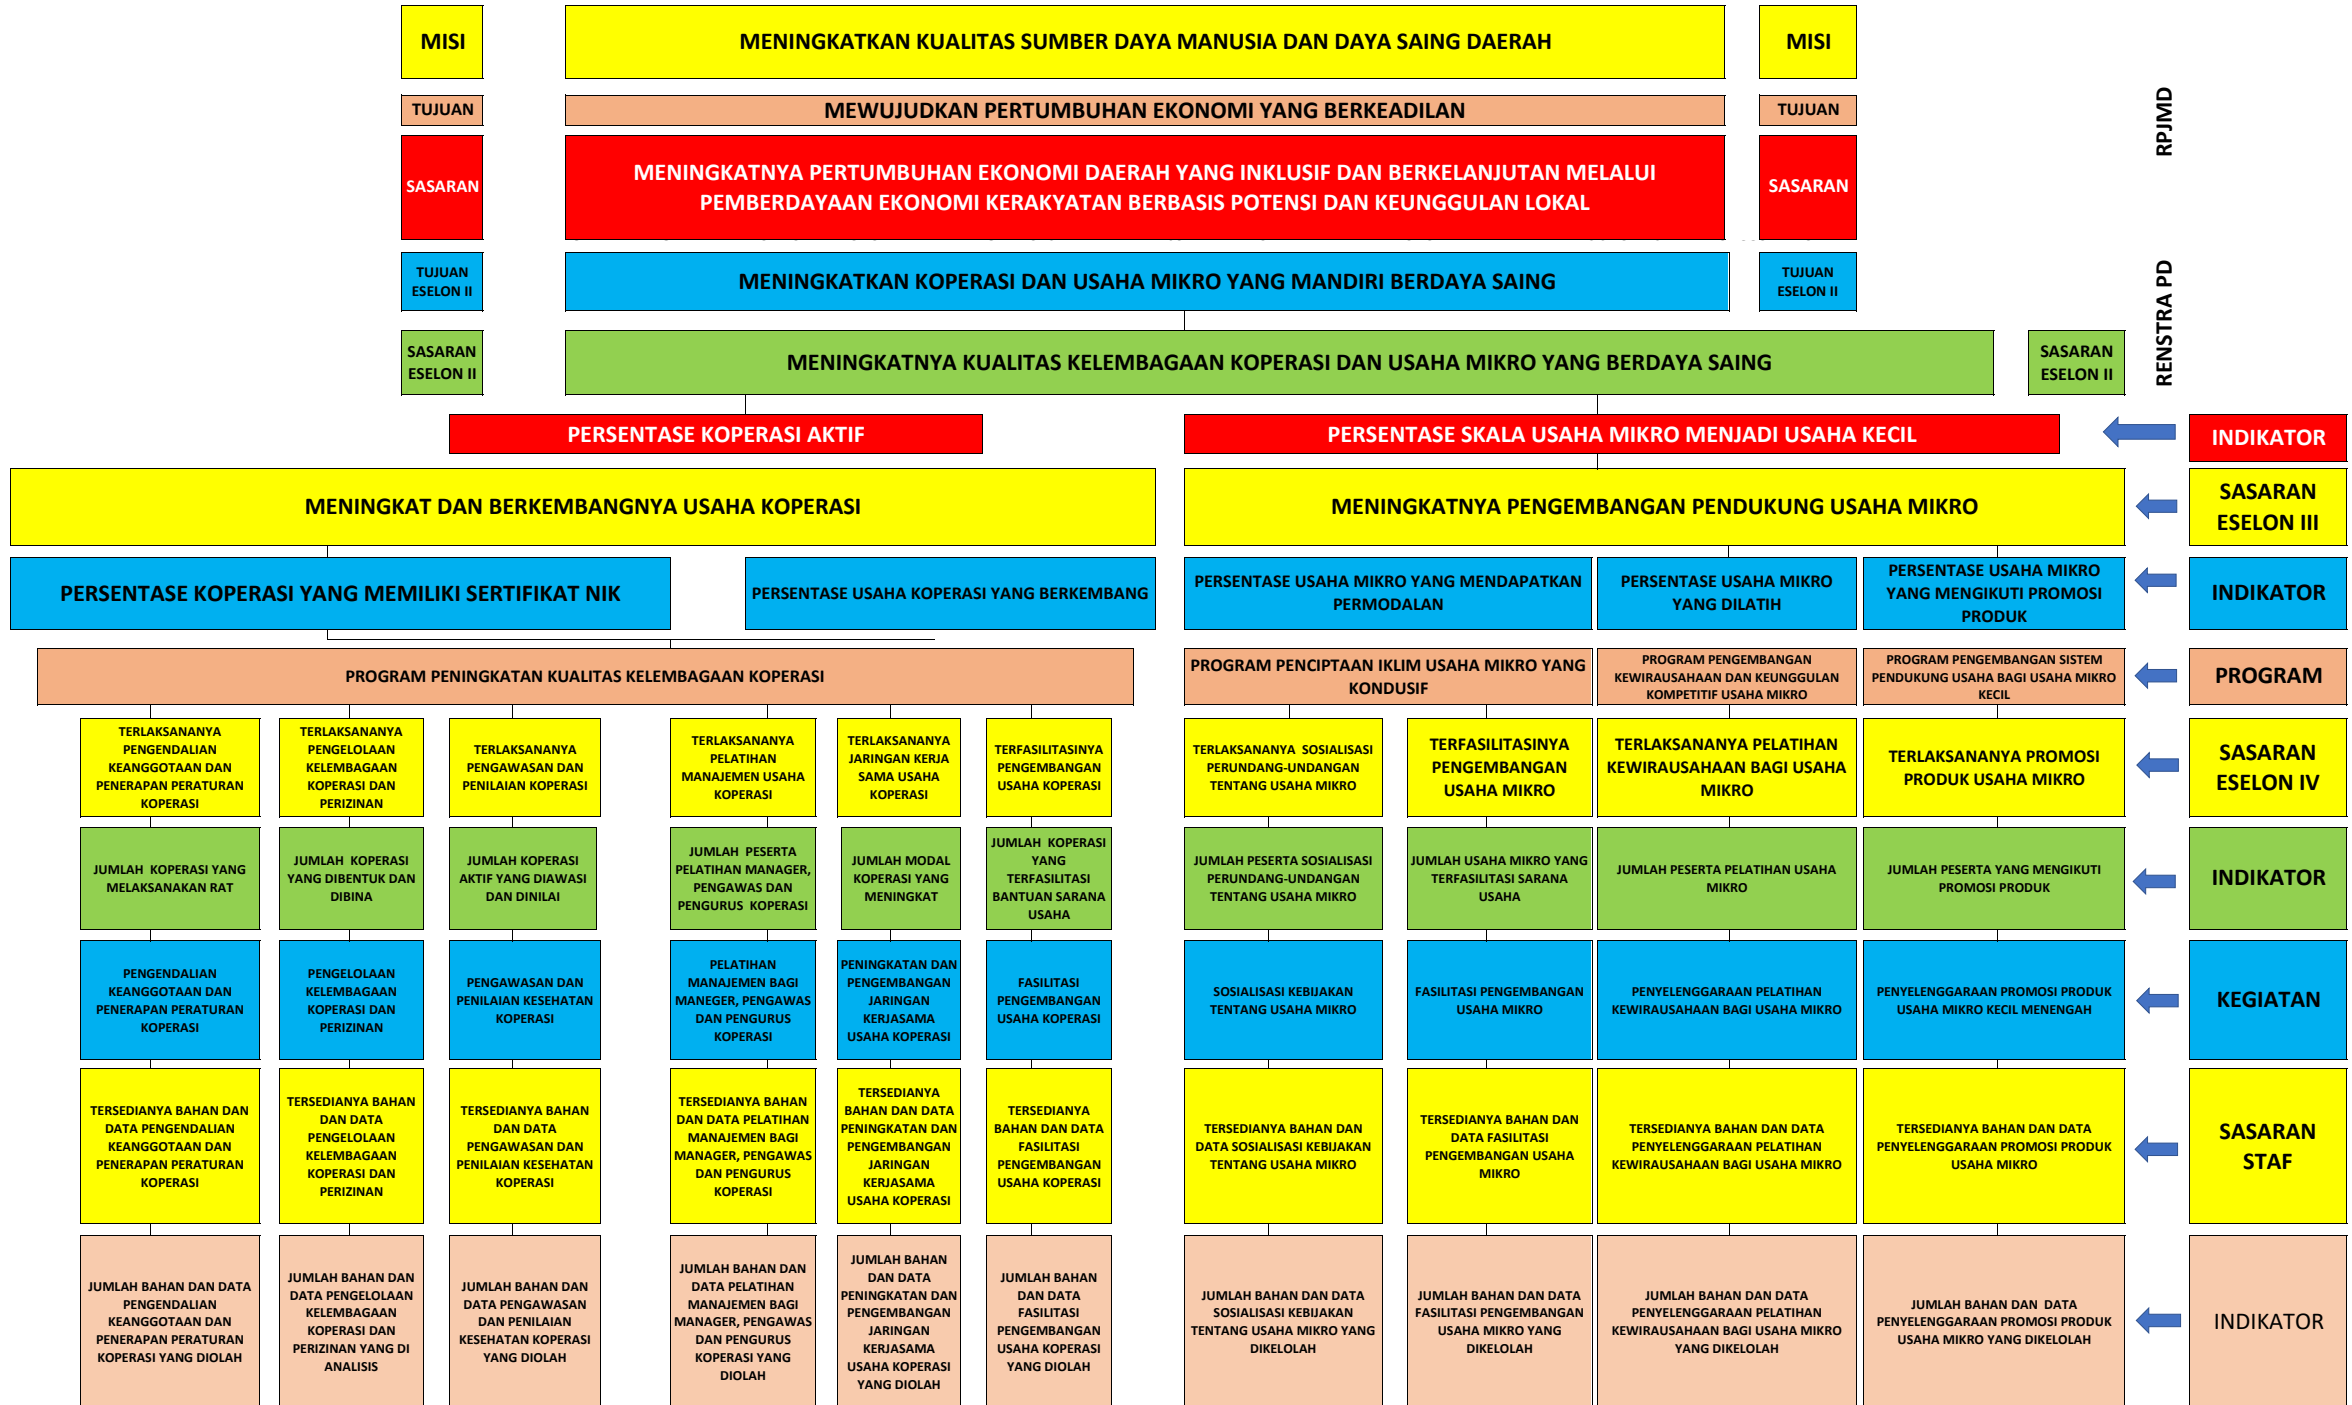 MISI
MENINGKATKAN KUALITAS SUMBER DAYA MANUSIA DAN DAYA SAING DAERAH
MISI
TUJUAN
MEWUJUDKAN PERTUMBUHAN EKONOMI YANG BERKEADILAN
TUJUAN
RPJMD
SASARAN
MENINGKATNYA PERTUMBUHAN EKONOMI DAERAH YANG INKLUSIF DAN BERKELANJUTAN MELALUI
PEMBERDAYAAN EKONOMI KERAKYATAN BERBASIS POTENSI DAN KEUNGGULAN LOKAL
SASARAN
TUJUAN
ESELON II
MENINGKATKAN KOPERASI DAN USAHA MIKRO YANG MANDIRI BERDAYA SAING
TUJUAN
ESELON II
RENSTRA PD
SASARAN
ESELON II
MENINGKATNYA KUALITAS KELEMBAGAAN KOPERASI DAN USAHA MIKRO YANG BERDAYA SAING
SASARAN
ESELON II
PERSENTASE KOPERASI AKTIF
PERSENTASE SKALA USAHA MIKRO MENJADI USAHA KECIL
INDIKATOR
MENINGKAT DAN BERKEMBANGNYA USAHA KOPERASI
MENINGKATNYA PENGEMBANGAN PENDUKUNG USAHA MIKRO
SASARAN
ESELON III
PERSENTASE KOPERASI YANG MEMILIKI SERTIFIKAT NIK
PERSENTASE USAHA KOPERASI YANG BERKEMBANG
PERSENTASE USAHA MIKRO YANG MENDAPATKAN
PERMODALAN
PERSENTASE USAHA MIKRO
YANG DILATIH
PERSENTASE USAHA MIKRO
YANG MENGIKUTI PROMOSI
PRODUK
INDIKATOR
PROGRAM PENINGKATAN KUALITAS KELEMBAGAAN KOPERASI
PROGRAM PENCIPTAAN IKLIM USAHA MIKRO YANG
KONDUSIF
PROGRAM PENGEMBANGAN
KEWIRAUSAHAAN DAN KEUNGGULAN
KOMPETITIF USAHA MIKRO
PROGRAM PENGEMBANGAN SISTEM
PENDUKUNG USAHA BAGI USAHA MIKRO
KECIL
PROGRAM
TERLAKSANANYA
PENGENDALIAN
KEANGGOTAAN DAN
PENERAPAN PERATURAN
KOPERASI
TERLAKSANANYA
PENGELOLAAN
KELEMBAGAAN
KOPERASI DAN
PERIZINAN
TERLAKSANANYA
PENGAWASAN DAN
PENILAIAN KOPERASI
TERLAKSANANYA
PELATIHAN
MANAJEMEN USAHA
KOPERASI
TERLAKSANANYA
JARINGAN KERJA
SAMA USAHA
KOPERASI
TERFASILITASINYA
PENGEMBANGAN
USAHA KOPERASI
TERLAKSANANYA  SOSIALISASI
PERUNDANG-UNDANGAN
TENTANG USAHA MIKRO
TERFASILITASINYA
PENGEMBANGAN
USAHA MIKRO
TERLAKSANANYA PELATIHAN
KEWIRAUSAHAAN BAGI USAHA
MIKRO
TERLAKSANANYA PROMOSI
PRODUK USAHA MIKRO
SASARAN
ESELON IV
JUMLAH  KOPERASI YANG
MELAKSANAKAN RAT
JUMLAH  KOPERASI
YANG DIBENTUK DAN
DIBINA
JUMLAH KOPERASI
AKTIF YANG DIAWASI
DAN DINILAI
JUMLAH  PESERTA
PELATIHAN MANAGER,
PENGAWAS DAN
PENGURUS  KOPERASI
JUMLAH MODAL
KOPERASI YANG
MENINGKAT
JUMLAH  KOPERASI
YANG
TERFASILITASI
BANTUAN SARANA
USAHA
JUMLAH PESERTA SOSIALISASI
PERUNDANG-UNDANGAN
TENTANG USAHA MIKRO
JUMLAH USAHA MIKRO YANG
TERFASILITASI SARANA
USAHA
JUMLAH PESERTA PELATIHAN USAHA
MIKRO
JUMLAH PESERTA YANG MENGIKUTI
PROMOSI PRODUK
INDIKATOR
PENGENDALIAN
KEANGGOTAAN DAN
PENERAPAN PERATURAN
KOPERASI
PENGELOLAAN
KELEMBAGAAN
KOPERASI DAN
PERIZINAN
PENGAWASAN DAN
PENILAIAN KESEHATAN
KOPERASI
PELATIHAN
MANAJEMEN BAGI
MANEGER, PENGAWAS
DAN PENGURUS
KOPERASI
PENINGKATAN DAN
PENGEMBANGAN
JARINGAN
KERJASAMA
USAHA KOPERASI
FASILITASI
PENGEMBANGAN
USAHA KOPERASI
SOSIALISASI KEBIJAKAN
TENTANG USAHA MIKRO
FASILITASI PENGEMBANGAN
USAHA MIKRO
PENYELENGGARAAN PELATIHAN
KEWIRAUSAHAAN BAGI USAHA MIKRO
PENYELENGGARAAN PROMOSI PRODUK
USAHA MIKRO KECIL MENENGAH
KEGIATAN
TERSEDIANYA BAHAN DAN
DATA PENGENDALIAN
KEANGGOTAAN DAN
PENERAPAN PERATURAN
KOPERASI
TERSEDIANYA BAHAN
DAN DATA
PENGELOLAAN
KELEMBAGAAN
KOPERASI DAN
PERIZINAN
TERSEDIANYA BAHAN
DAN DATA
PENGAWASAN DAN
PENILAIAN KESEHATAN
KOPERASI
TERSEDIANYA BAHAN
DAN DATA PELATIHAN
MANAJEMEN BAGI
MANAGER, PENGAWAS
DAN PENGURUS
KOPERASI
TERSEDIANYA
BAHAN DAN DATA
PENINGKATAN DAN
PENGEMBANGAN
JARINGAN
KERJASAMA
USAHA KOPERASI
TERSEDIANYA
BAHAN DAN DATA
FASILITASI
PENGEMBANGAN
USAHA KOPERASI
TERSEDIANYA BAHAN DAN
DATA SOSIALISASI KEBIJAKAN
TENTANG USAHA MIKRO
TERSEDIANYA BAHAN DAN
DATA FASILITASI
PENGEMBANGAN USAHA
MIKRO
TERSEDIANYA BAHAN DAN DATA
PENYELENGGARAAN PELATIHAN
KEWIRAUSAHAAN BAGI USAHA MIKRO
TERSEDIANYA BAHAN DAN DATA
PENYELENGGARAAN PROMOSI PRODUK
USAHA MIKRO
SASARAN
STAF
JUMLAH BAHAN DAN DATA
PENGENDALIAN
KEANGGOTAAN DAN
PENERAPAN PERATURAN
KOPERASI YANG DIOLAH
JUMLAH BAHAN DAN
DATA PENGELOLAAN
KELEMBAGAAN
KOPERASI DAN
PERIZINAN YANG DI
ANALISIS
JUMLAH BAHAN DAN
DATA PENGAWASAN
DAN PENILAIAN
KESEHATAN KOPERASI
YANG DIOLAH
JUMLAH BAHAN DAN
DATA PELATIHAN
MANAJEMEN BAGI
MANAGER, PENGAWAS
DAN PENGURUS
KOPERASI YANG
DIOLAH
JUMLAH BAHAN
DAN DATA
PENINGKATAN DAN
PENGEMBANGAN
JARINGAN
KERJASAMA
USAHA KOPERASI
YANG DIOLAH
JUMLAH BAHAN
DAN DATA
FASILITASI
PENGEMBANGAN
USAHA KOPERASI
YANG DIOLAH
JUMLAH BAHAN DAN DATA
SOSIALISASI KEBIJAKAN
TENTANG USAHA MIKRO YANG
DIKELOLAH
JUMLAH BAHAN DAN DATA
FASILITASI PENGEMBANGAN
USAHA MIKRO YANG
DIKELOLAH
JUMLAH BAHAN DAN DATA
PENYELENGGARAAN PELATIHAN
KEWIRAUSAHAAN BAGI USAHA MIKRO
YANG DIKELOLAH
JUMLAH BAHAN DAN  DATA
PENYELENGGARAAN PROMOSI PRODUK
USAHA MIKRO YANG DIKELOLAH
INDIKATOR